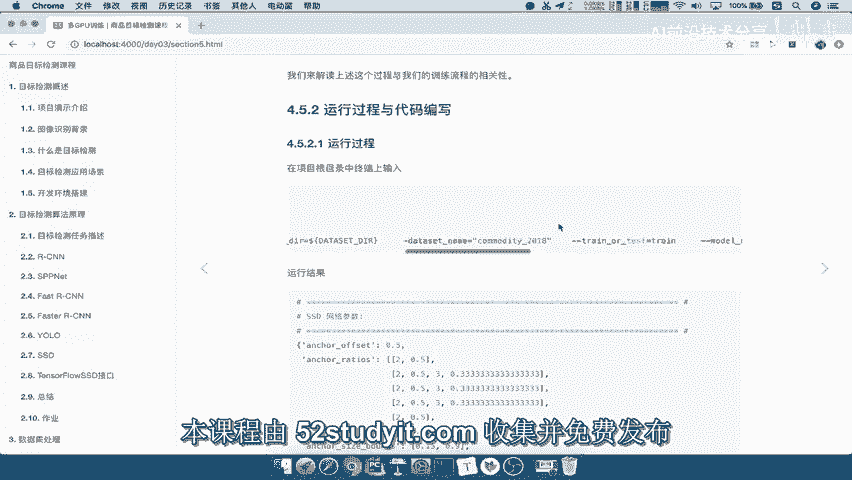 Chrome 文件 修改 视图 历史记录 书签 其他人 电动窗 帮助
100%
多GPU训练 | 商品目标检测课程
AI前沿技术分享
localhost:4000/day03/section5.html
商品目标检测课程
1. 目标检测概述
1.1. 项目演示介绍
1.2. 图像识别背景
1.3. 什么是目标检测
1.4. 目标检测应用场景
1.5. 开发环境搭建
2. 目标检测算法原理
2.1. 目标检测任务描述
2.2. R-CNN
2.3. SPPNet
2.4. Fast R-CNN
2.5. Faster R-CNN
2.6. YOLO
2.7. SSD
2.8. TensorFlowSSD接口
2.9. 总结
2.10. 作业
3. 数据集处理
我们来解读上述这个过程与我们的训练流程的相关性。
4.5.2 运行过程与代码编写
4.5.2.1 运行过程
在项目根目录中终端上输入
_dir=${DATASET_DIR} --dataset_name="commodity_2018" --train_or_test=train --model_
运行结果
# =================================================================== #
# SSD 网络参数:
# =================================================================== #
{'anchor_offset': 0.5,
'anchor_ratios': [[2, 0.5],
[2, 0.5, 3, 0.3333333333333333],
[2, 0.5, 3, 0.3333333333333333],
[2, 0.5, 3, 0.3333333333333333],
[2, 0.5],
本课程由 52studyit.com 收集并免费发布